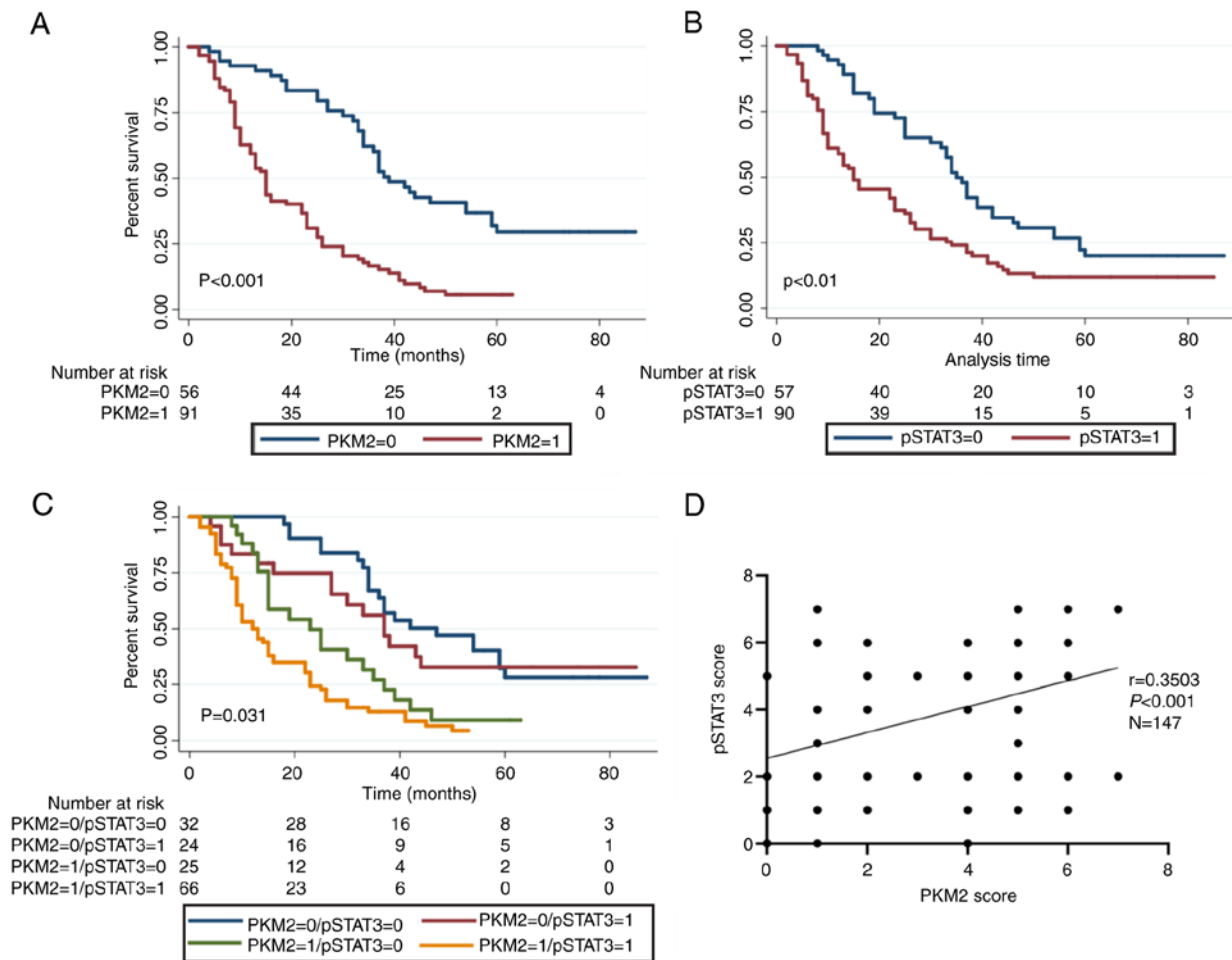 A
Percent survival
1.00
0.75
0.50
0.25
0.00
P<0.001
0 20 40 60 80
Time (months)
Number at risk
PKM2=0 56 44 25 13 4
PKM2=1 91 35 10 2 0
PKM2=0 PKM2=1
B
1.00
0.75
0.50
0.25
0.00
p<0.01
0 20 40 60 80
Analysis time
Number at risk
pSTAT3=0 57 40 20 10 3
pSTAT3=1 90 39 15 5 1
pSTAT3=0 pSTAT3=1
C
Percent survival
1.00
0.75
0.50
0.25
0.00
P=0.031
0 20 40 60 80
Time (months)
Number at risk
PKM2=0/pSTAT3=0 32 28 16 8 3
PKM2=0/pSTAT3=1 24 16 9 5 1
PKM2=1/pSTAT3=0 25 12 4 2 0
PKM2=1/pSTAT3=1 66 23 6 0 0
PKM2=0/pSTAT3=0 PKM2=0/pSTAT3=1
PKM2=1/pSTAT3=0 PKM2=1/pSTAT3=1
D
pSTAT3 score
8
6
4
2
0
r=0.3503
P<0.001
N=147
0 2 4 6 8
PKM2 score